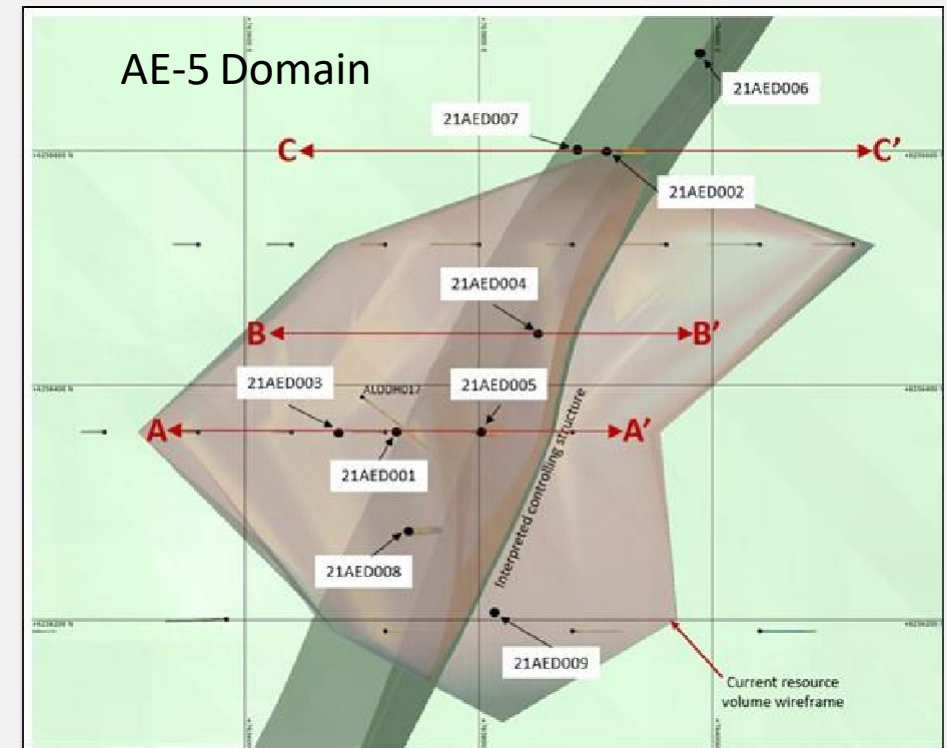 AE-5 Domain
21AED006
21AED007
C
C’
21AED002
21AED004
B
B’
21AED003
ALDDH017
21AED005
A
A’
21AED001
Interpreted controlling structure
21AED008
21AED009
Current resource
volume wireframe